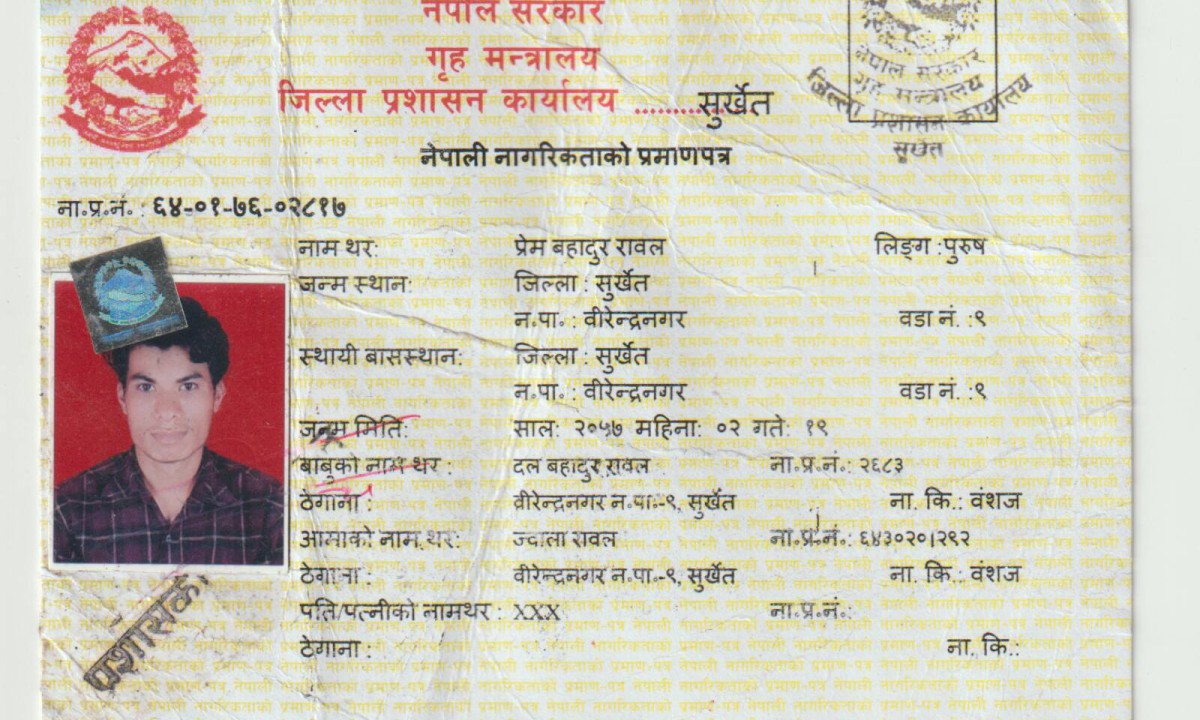 नेपाल सरकार
गृह मन्त्रालय
जिल्ला प्रशासन कार्यालय ............ सुर्खेत
नेपाल सरकार
गृह मन्त्रालय
जिल्ला प्रशासन कार्यालय
सुर्खेत
नेपाली नागरिकताको प्रमाणपत्र
ना॰प्र॰नं॰ : ६४-०१-७६-०२८१७
नाम थर: प्रेम बहादुर रावल लिङ्ग :पुरुष
जन्म स्थान: जिल्ला : सुर्खेत
न॰पा॰ : वीरेन्द्रनगर वडा नं. :९
स्थायी बासस्थान: जिल्ला : सुर्खेत
न॰पा॰ : वीरेन्द्रनगर वडा नं. :९
जन्म मिति: साल: २०५७ महिना: ०२ गते: १९
बाबुको नाम थर : दल बहादुर रावल ना॰प्र॰नं॰: २६८३
ठेगाना : वीरेन्द्रनगर न॰पा॰-९, सुर्खेत ना. कि.: वंशज
आमाको नाम थर: ज्वाला रावल ना॰प्र॰नं॰: ६४३०२०।२९२
ठेगाना : वीरेन्द्रनगर न॰पा॰-९, सुर्खेत ना. कि.: वंशज
पति/पत्नीको नामथर : XXX ना॰प्र॰नं॰:
ठेगाना : ना. कि.:
प्रशासकी